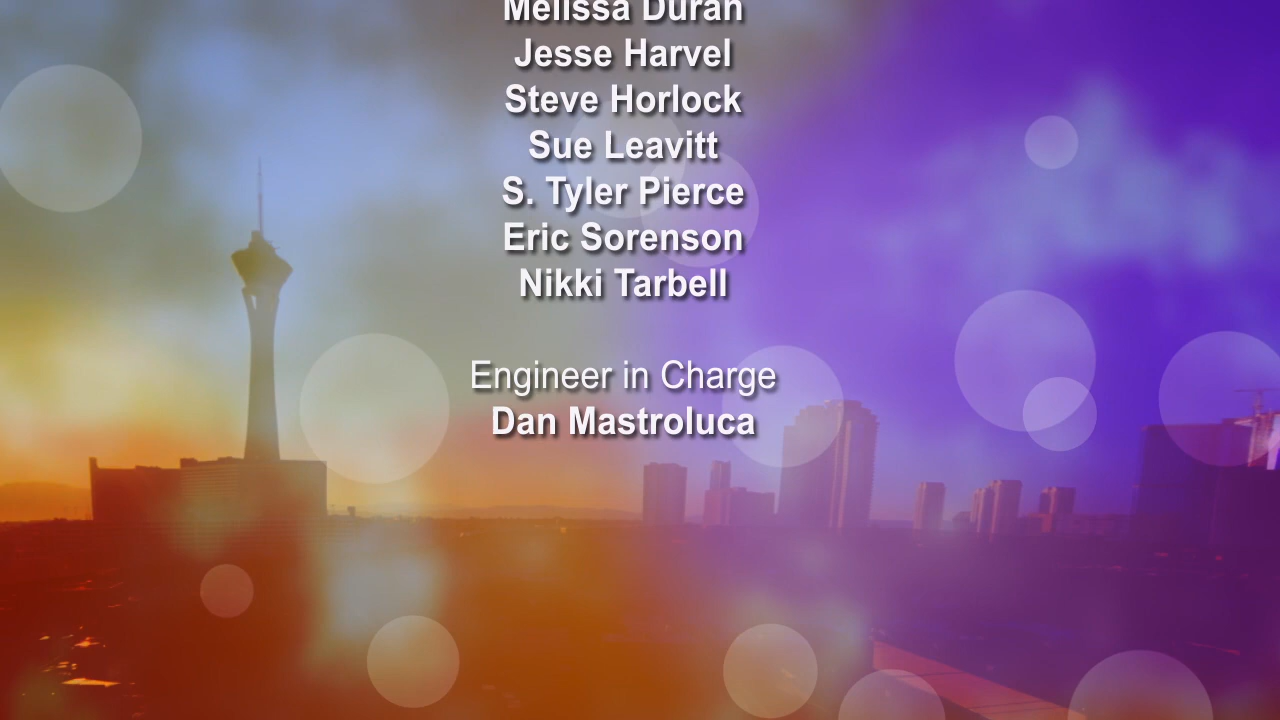 Melissa Duran
Jesse Harvel
Steve Horlock
Sue Leavitt
S. Tyler Pierce
Eric Sorenson
Nikki Tarbell
Engineer in Charge
Dan Mastroluca